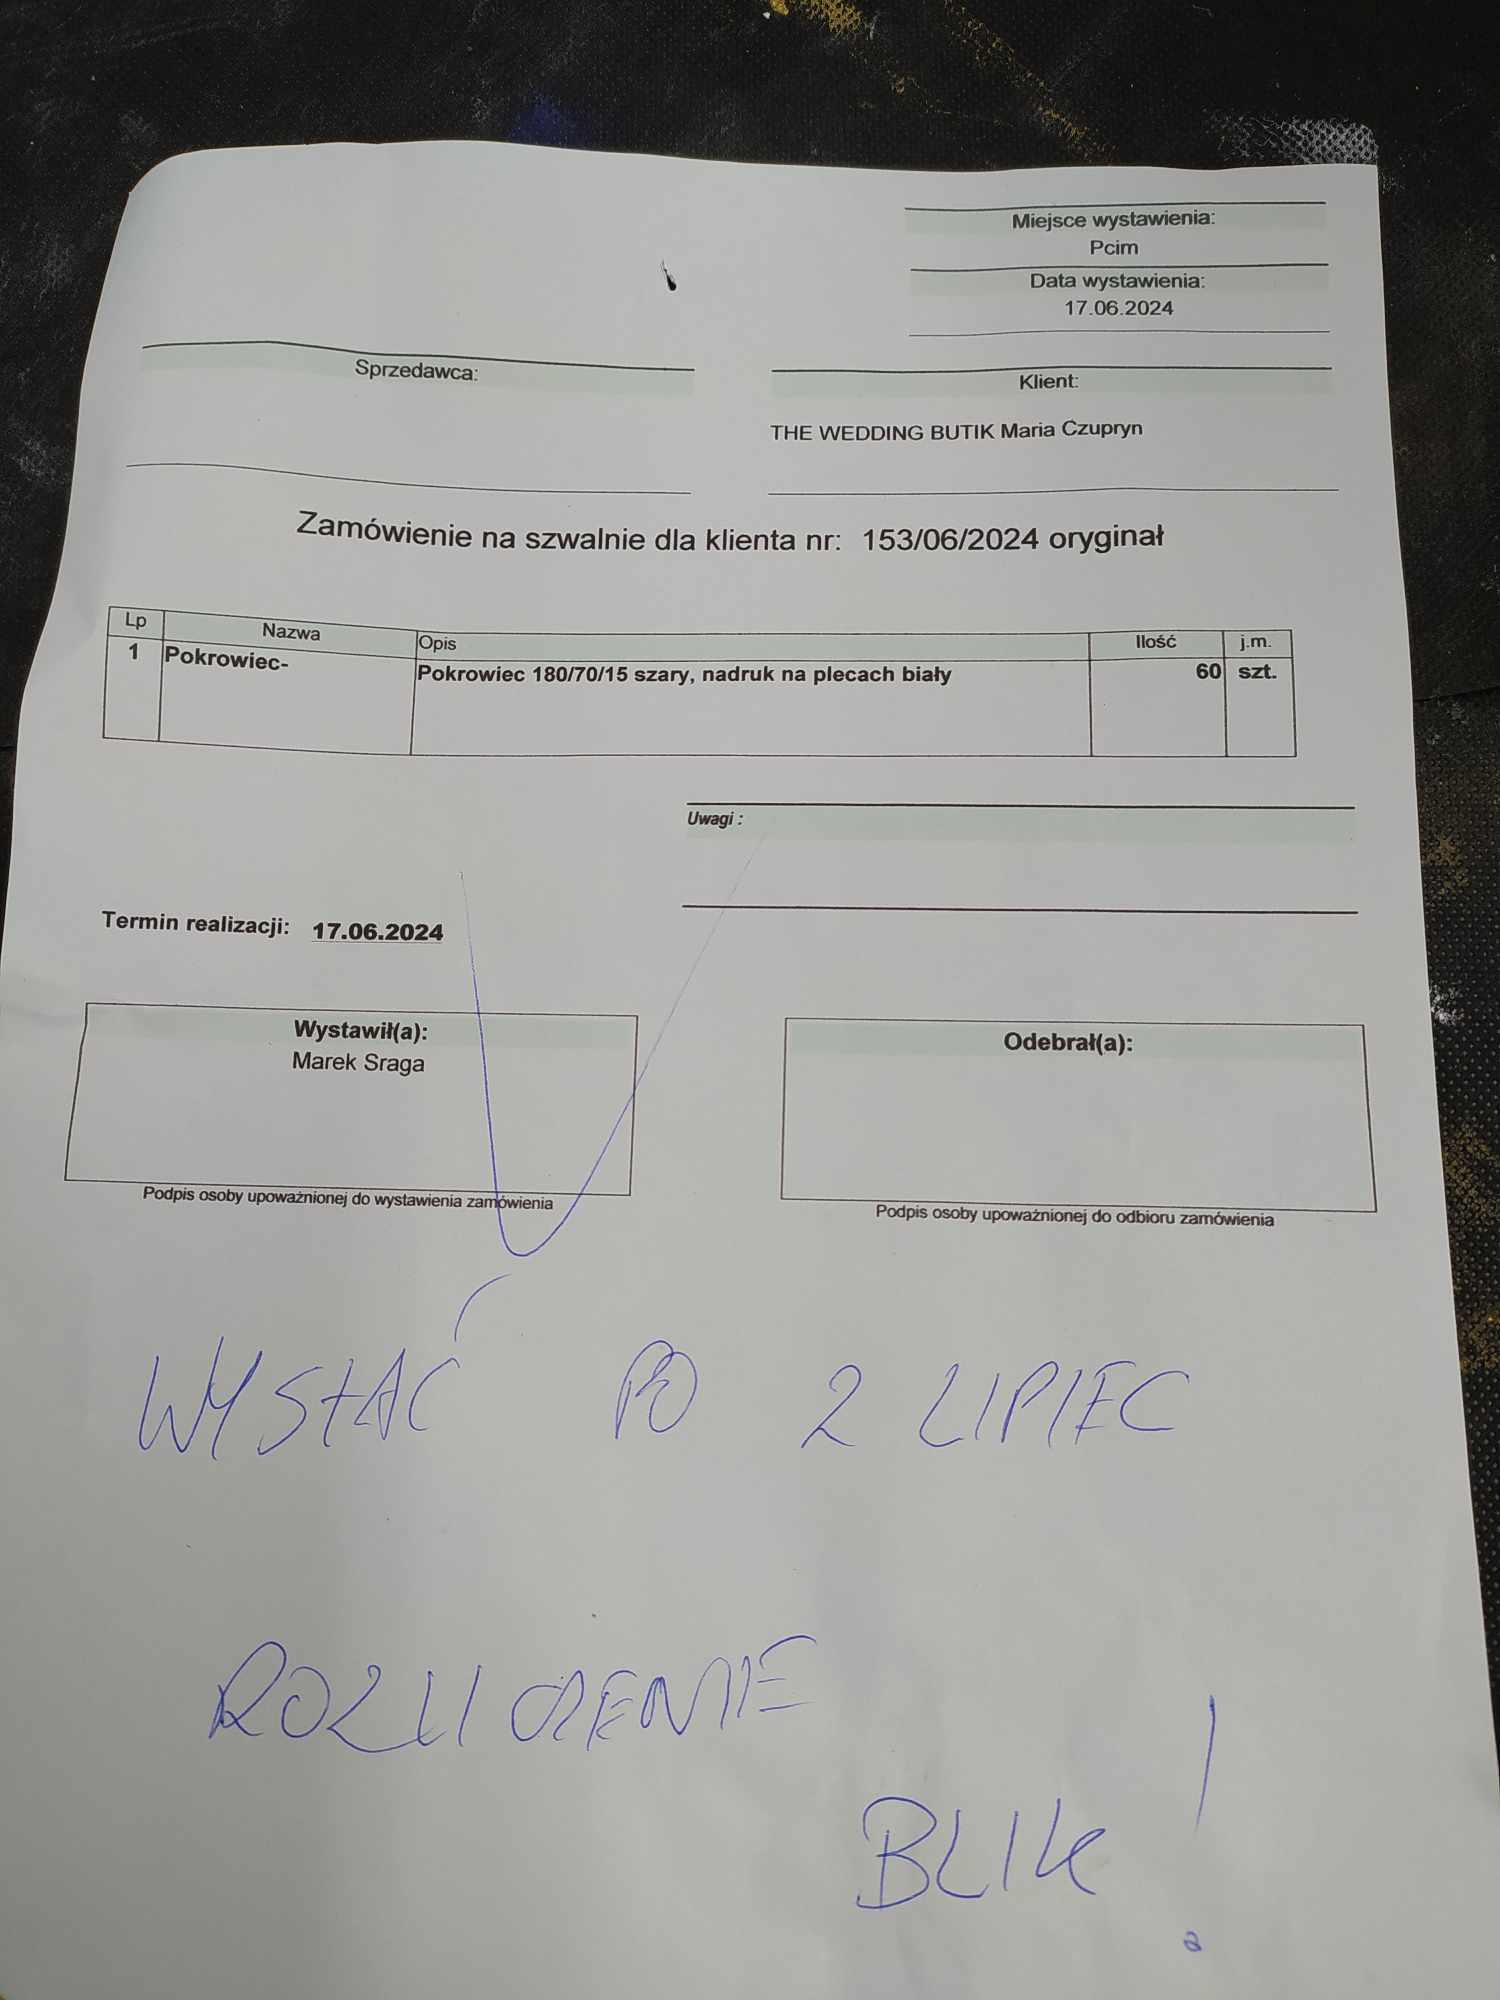 Miejsce wystawienia:
Pcim
Data wystawienia:
17.06.2024
Sprzedawca:
Klient:
THE WEDDING BUTIK Maria Czupryn
Zamówienie na szwalnie dla klienta nr: 153/06/2024 oryginał
Lp Nazwa Opis Ilość j.m.
1 Pokrowiec- Pokrowiec 180/70/15 szary, nadruk na plecach biały 60 szt.
Uwagi :
Termin realizacji: 17.06.2024
Wystawił(a):
Marek Sraga
Podpis osoby upoważnionej do wystawienia zamówienia
Odebrał(a):
Podpis osoby upoważnionej do odbioru zamówienia
WYSŁAĆ PO 2 LIPIEC
ROZLICZENIE
BLIK!